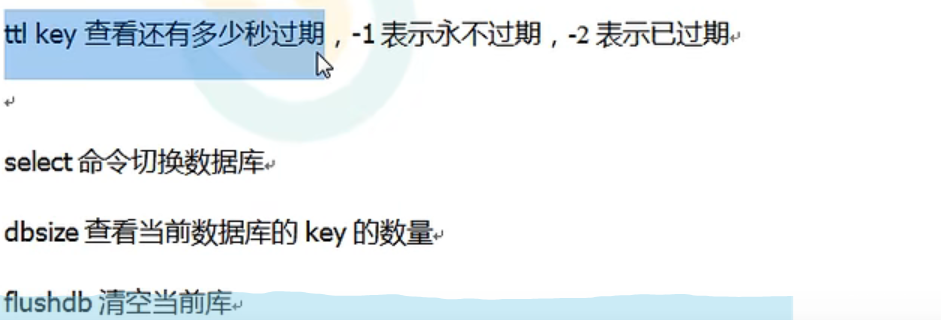 ttl key 查看还有多少秒过期，-1 表示永不过期，-2 表示已过期
select 命令切换数据库
dbsize 查看当前数据库的 key 的数量
flushdb 清空当前库